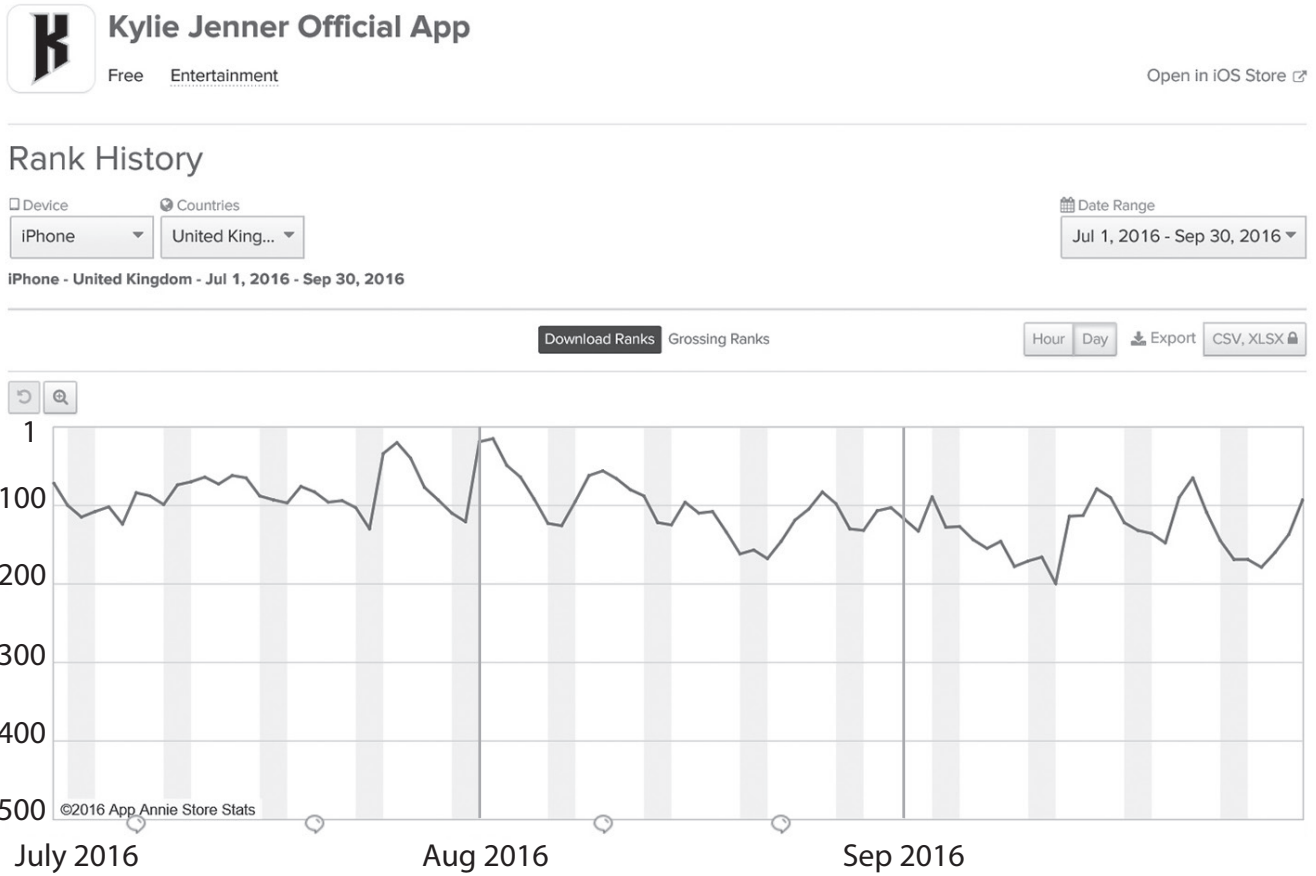 Kylie Jenner Official App
Free Entertainment
Open in iOS Store
Rank History
Device
Countries
Date Range
iPhone
United King...
Jul 1, 2016 - Sep 30, 2016
iPhone - United Kingdom - Jul 1, 2016 - Sep 30, 2016
Download Ranks Grossing Ranks
Hour Day Export CSV, XLSX
1
100
200
300
400
500
©2016 App Annie Store Stats
July 2016 Aug 2016 Sep 2016